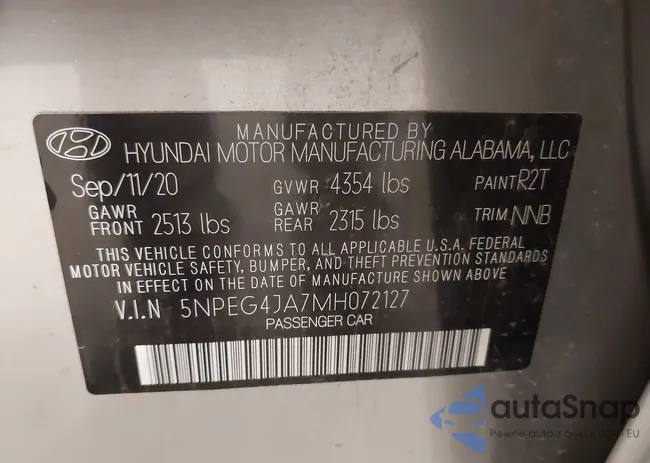 MANUFACTURED BY
HYUNDAI MOTOR MANUFACTURING ALABAMA, LLC
Sep/11/20 GVWR 4354 lbs PAINT R2T
GAWR FRONT 2513 lbs GAWR REAR 2315 lbs TRIM NNB
THIS VEHICLE CONFORMS TO ALL APPLICABLE U.S.A. FEDERAL
MOTOR VEHICLE SAFETY, BUMPER, AND THEFT PREVENTION STANDARDS
IN EFFECT ON THE DATE OF MANUFACTURE SHOWN ABOVE
V.I.N 5NPEG4JA7MH072127
PASSENGER CAR
autaSnap
Pewne auta z